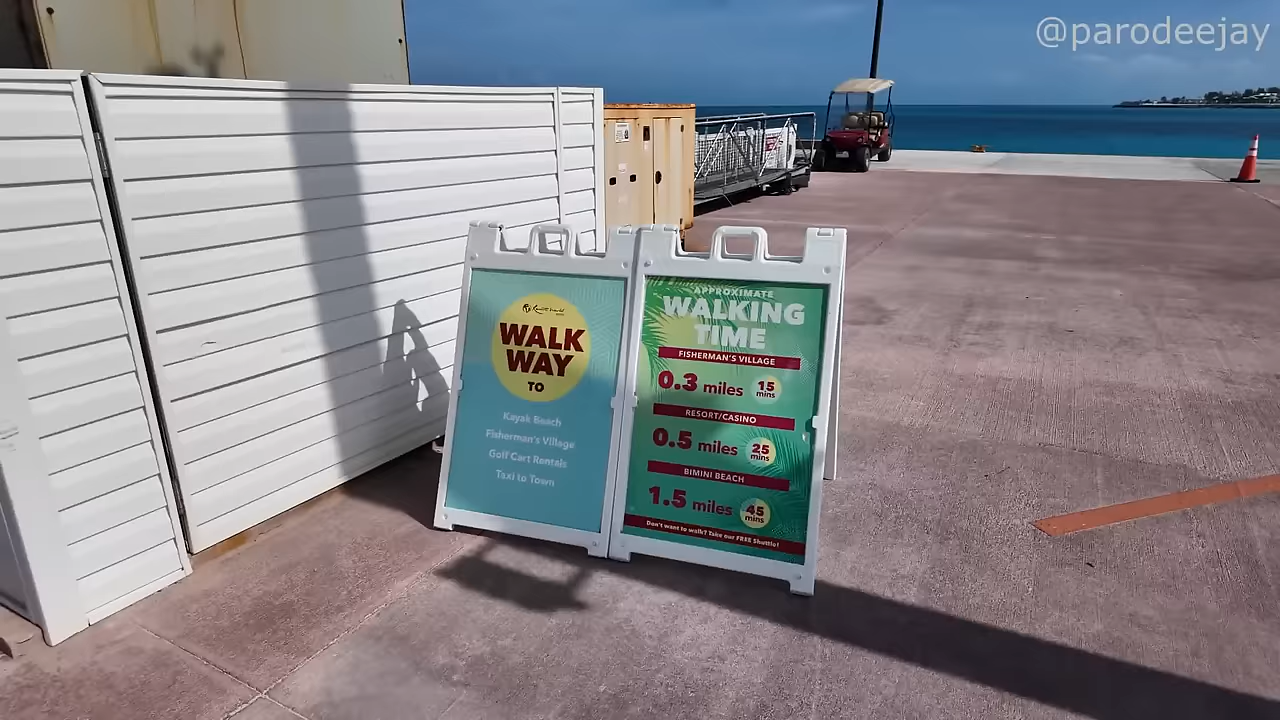 @parodeejay
WALK
WAY
TO
Kayak Beach
Fisherman's Village
Golf Cart Rentals
Taxi to Town
APPROXIMATE
WALKING
TIME
FISHERMAN'S VILLAGE
0.3 miles 15 mins
RESORT/CASINO
0.5 miles 25 mins
BIMINI BEACH
1.5 miles 45 mins
Don't want to walk? Take our FREE Shuttle!